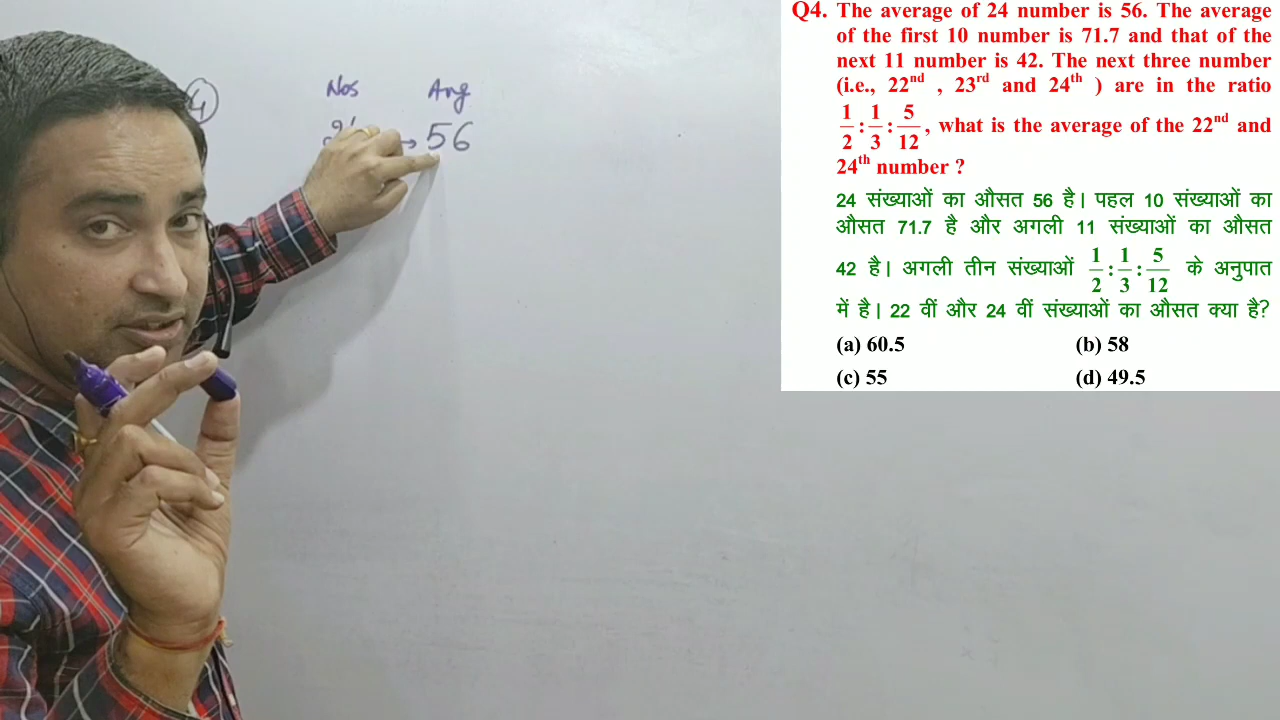 4
Nos Avg
→ 56
Q4. The average of 24 number is 56. The average
of the first 10 number is 71.7 and that of the
next 11 number is 42. The next three number
(i.e., 22nd , 23rd and 24th ) are in the ratio
1/2 : 1/3 : 5/12, what is the average of the 22nd and
24th number ?
24 संख्याओं का औसत 56 है। पहल 10 संख्याओं का
औसत 71.7 है और अगली 11 संख्याओं का औसत
42 है। अगली तीन संख्याओं 1/2 : 1/3 : 5/12 के अनुपात
में है। 22 वीं और 24 वीं संख्याओं का औसत क्या है?
(a) 60.5 (b) 58
(c) 55 (d) 49.5